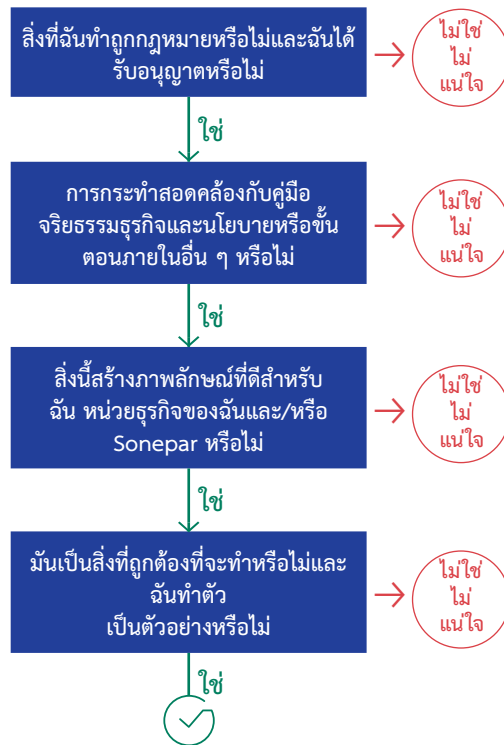 สิ่งที่ฉันทำถูกกฎหมายหรือไม่และฉันได้
รับอนุญาตหรือไม่
ไม่ใช่
ไม่
แน่ใจ
ใช่
การกระทำสอดคล้องกับคู่มือ
จริยธรรมธุรกิจและนโยบายหรือขั้น
ตอนภายในอื่น ๆ หรือไม่
ไม่ใช่
ไม่
แน่ใจ
ใช่
สิ่งนี้สร้างภาพลักษณ์ที่ดีสำหรับ
ฉัน หน่วยธุรกิจของฉันและ/หรือ
Sonepar หรือไม่
ไม่ใช่
ไม่
แน่ใจ
ใช่
มันเป็นสิ่งที่ถูกต้องที่จะทำหรือไม่และ
ฉันทำตัว
เป็นตัวอย่างหรือไม่
ไม่ใช่
ไม่
แน่ใจ
ใช่